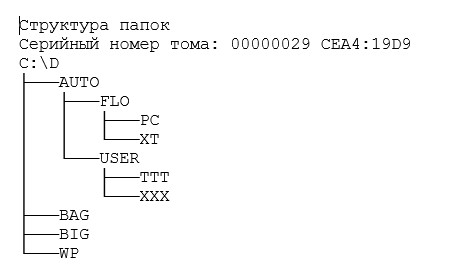 Структура папок
Серийный номер тома: 00000029 CEA4:19D9
C:\D
├───AUTO
│   ├───FLO
│   │   ├───PC
│   │   └───XT
│   └───USER
│       ├───TTT
│       └───XXX
├───BAG
├───BIG
└───WP